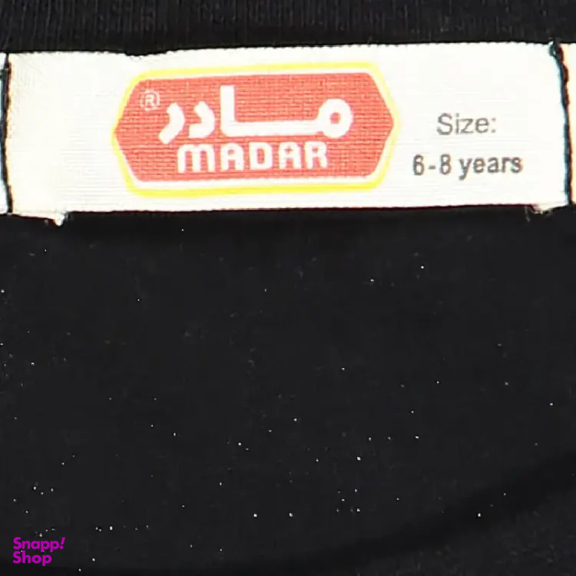 مادر®
MADAR
Size:
6-8 years
Snapp!
Shop